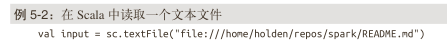 例 5-2：在 Scala 中读取一个文本文件
val input = sc.textFile("file:///home/holden/repos/spark/README.md")